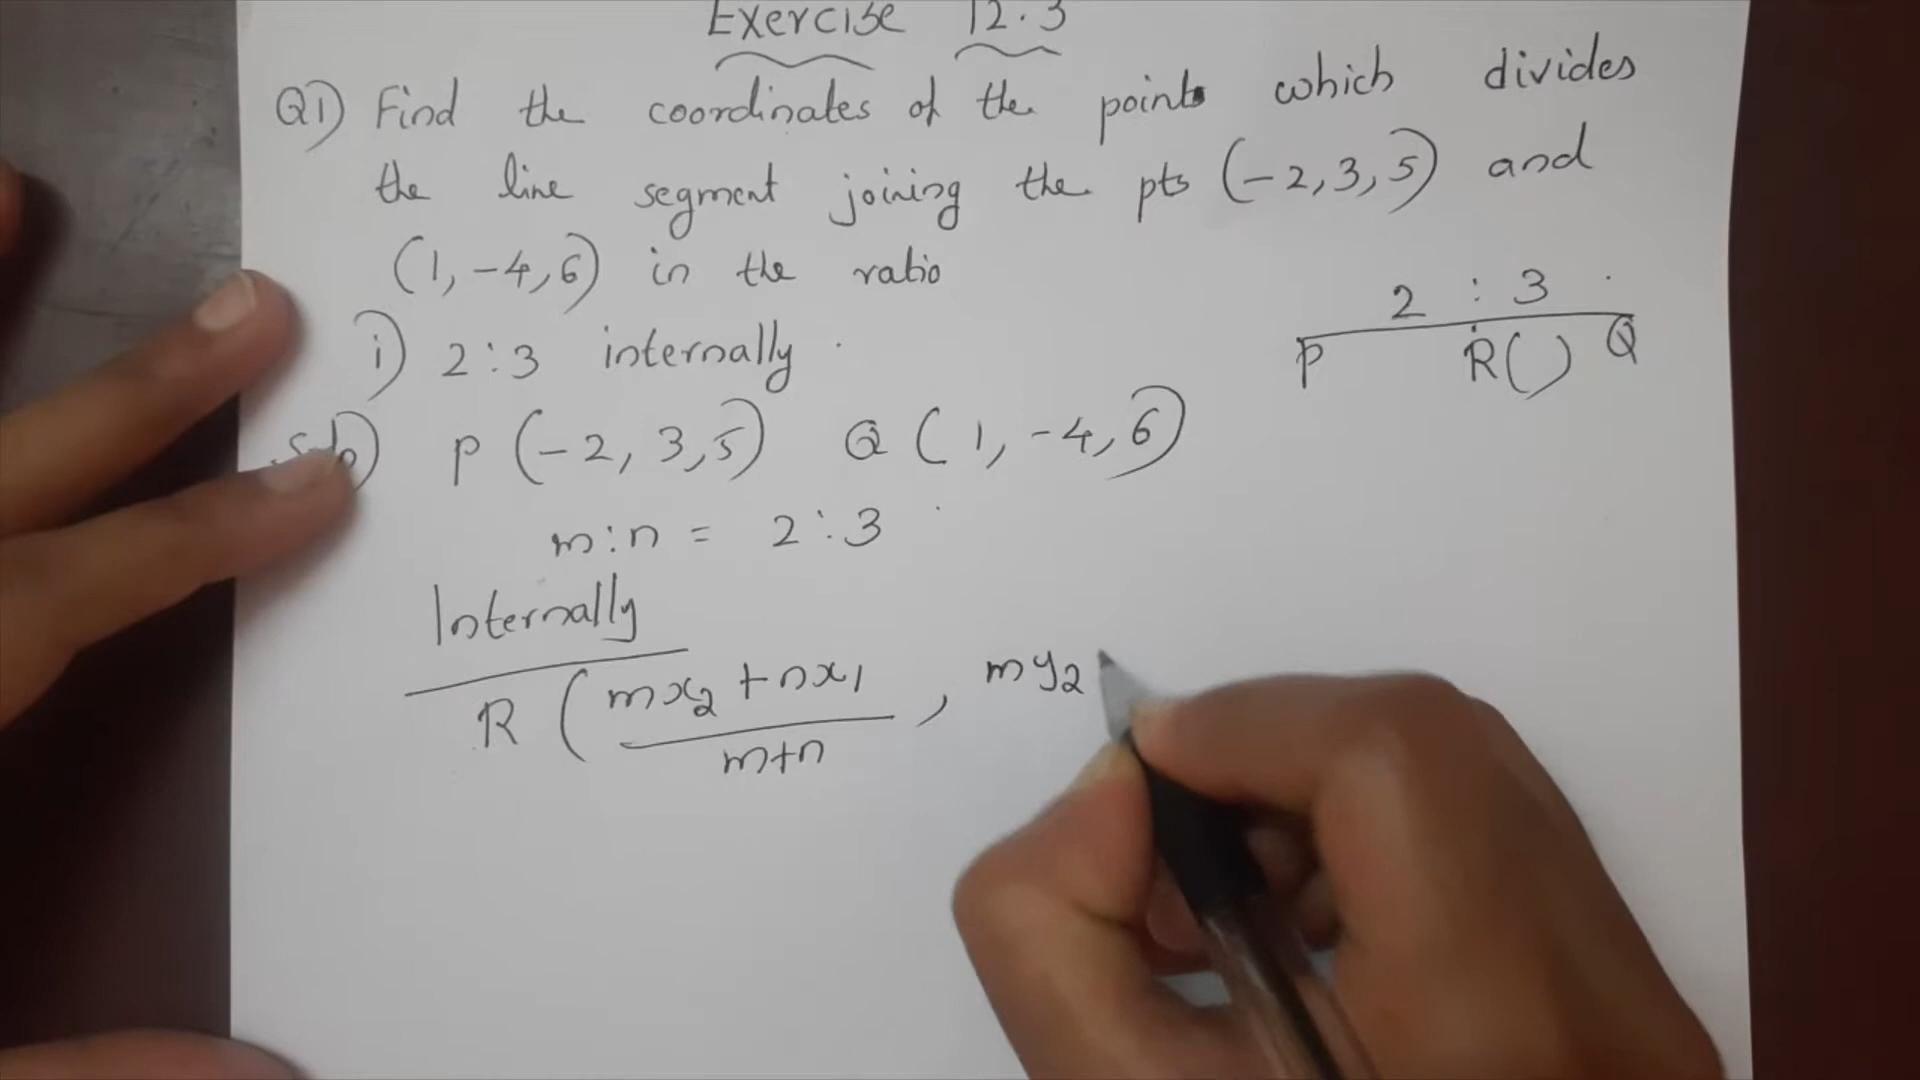 Exercise 12.3
Q1) Find the coordinates of the points which divides
the line segment joining the pts (-2,3,5) and
(1,-4,6) in the ratio
2 : 3
i) 2:3 internally
P R( ) Q
P (-2, 3,5) Q ( 1, -4,6)
m:n = 2:3
Internally
R ( mx₂ + nx₁ , my₂
m+n